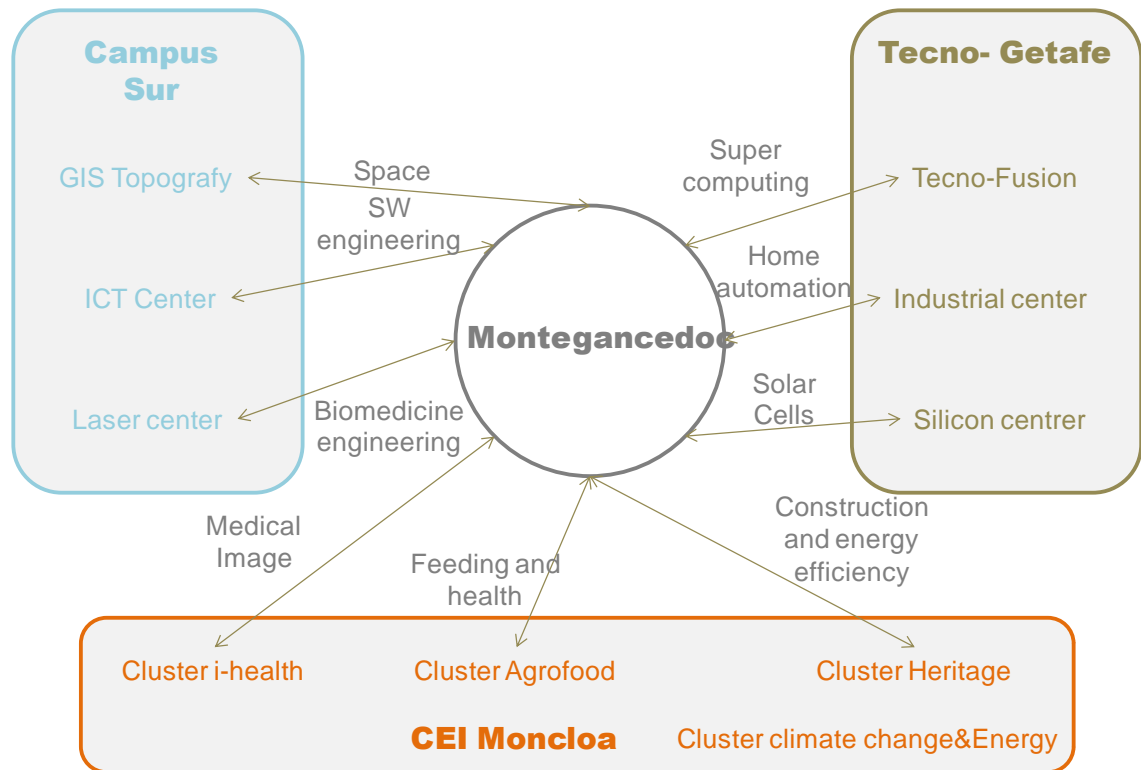 Campus
Sur
GIS Topografy
ICT Center
Laser center
Tecno- Getafe
Tecno-Fusion
Industrial center
Silicon centrer
Space
SW
engineering
Biomedicine
engineering
Super
computing
Home
automation
Solar
Cells
Montegancedoc
Medical
Image
Feeding and
health
Construction
and energy
efficiency
Cluster i-health
Cluster Agrofood
Cluster Heritage
CEI Moncloa
Cluster climate change&Energy